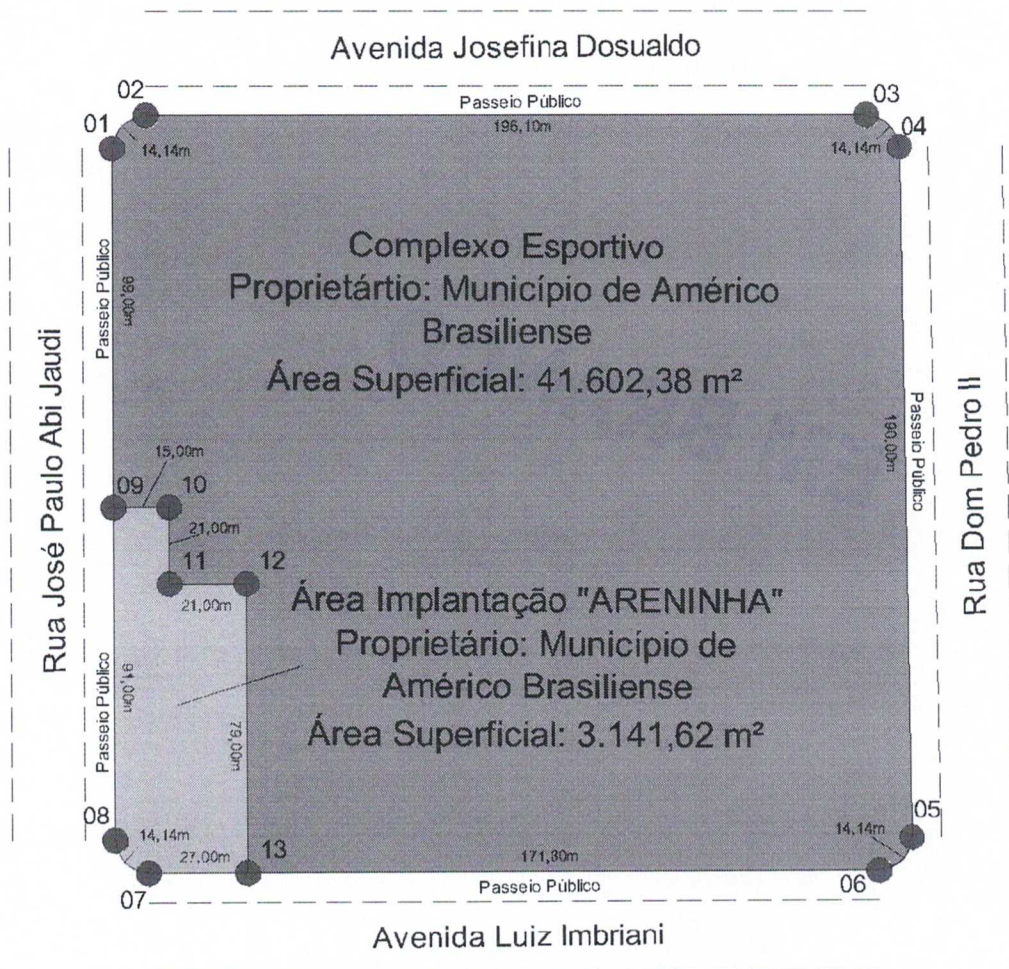 Avenida Josefina Dosualdo
02
03
Passeio Público
196,10m
01
04
14,14m
14,14m
Complexo Esportivo
Proprietártio: Município de Américo
Brasiliense
Área Superficial: 41.602,38 m²
Passeio Público
99,00m
Rua José Paulo Abi Jaudi
Passeio Público
190,00m
Rua Dom Pedro II
15,00m
09
10
21,00m
11
12
21,00m
Área Implantação "ARENINHA"
Proprietário: Município de
Américo Brasiliense
Área Superficial: 3.141,62 m²
Passeio Público
91,00m
79,00m
08
14,14m
05
14,14m
27,00m
13
171,80m
06
07
Passeio Público
Avenida Luiz Imbriani